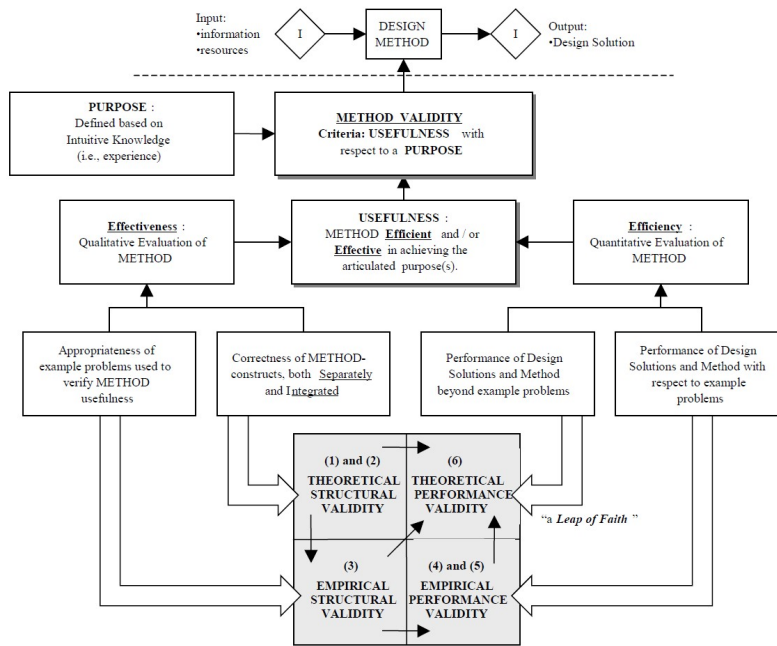 Input:
•information
•resources
I
DESIGN
METHOD
I
Output:
•Design Solution
PURPOSE :
Defined based on
Intuitive Knowledge
(i.e., experience)
METHOD VALIDITY
Criteria: USEFULNESS with
respect to a PURPOSE
Effectiveness :
Qualitative Evaluation of
METHOD
USEFULNESS :
METHOD Efficient and / or
Effective in achieving the
articulated purpose(s).
Efficiency :
Quantitative Evaluation of
METHOD
Appropriateness of
example problems used to
verify METHOD
usefulness
Correctness of METHOD-
constructs, both Separately
and Integrated
Performance of Design
Solutions and Method
beyond example problems
Performance of Design
Solutions and Method with
respect to example
problems
(1) and (2)
THEORETICAL
STRUCTURAL
VALIDITY
(6)
THEORETICAL
PERFORMANCE
VALIDITY
“a Leap of Faith ”
(3)
EMPIRICAL
STRUCTURAL
VALIDITY
(4) and (5)
EMPIRICAL
PERFORMANCE
VALIDITY